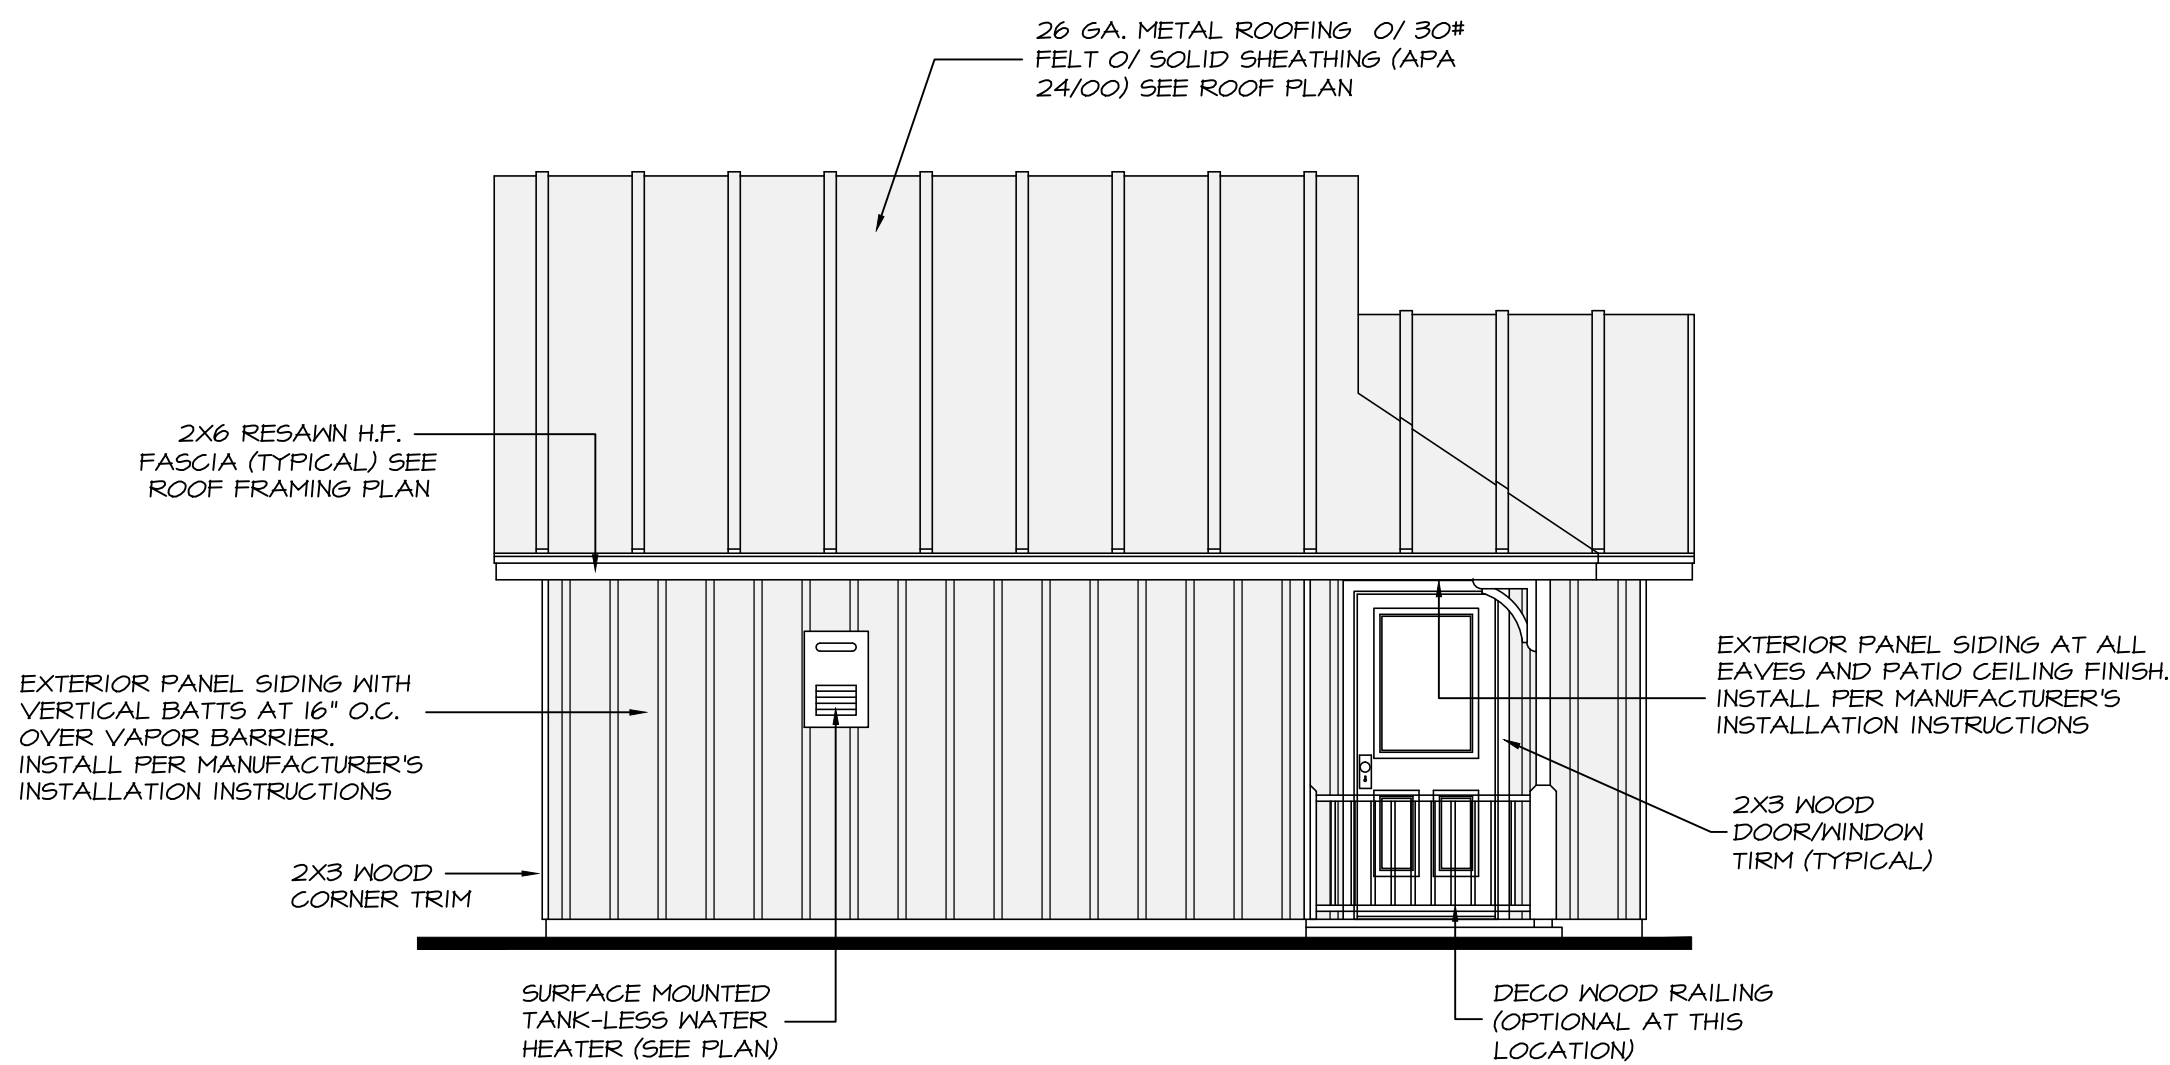 26 GA. METAL ROOFING O/ 30#
FELT O/ SOLID SHEATHING (APA
24/00) SEE ROOF PLAN
2X6 RESAWN H.F.
FASCIA (TYPICAL) SEE
ROOF FRAMING PLAN
EXTERIOR PANEL SIDING WITH
VERTICAL BATTS AT 16" O.C.
OVER VAPOR BARRIER.
INSTALL PER MANUFACTURER'S
INSTALLATION INSTRUCTIONS
2X3 WOOD
CORNER TRIM
SURFACE MOUNTED
TANK-LESS WATER
HEATER (SEE PLAN)
EXTERIOR PANEL SIDING AT ALL
EAVES AND PATIO CEILING FINISH.
INSTALL PER MANUFACTURER'S
INSTALLATION INSTRUCTIONS
2X3 WOOD
DOOR/WINDOW
TIRM (TYPICAL)
DECO WOOD RAILING
(OPTIONAL AT THIS
LOCATION)